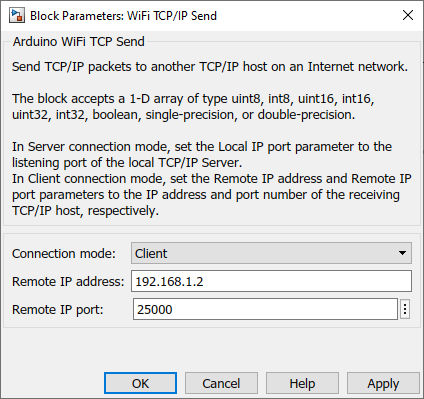 Block Parameters: WiFi TCP/IP Send
Arduino WiFi TCP Send
Send TCP/IP packets to another TCP/IP host on an Internet network.
The block accepts a 1-D array of type uint8, int8, uint16, int16,
uint32, int32, boolean, single-precision, or double-precision.
In Server connection mode, set the Local IP port parameter to the
listening port of the local TCP/IP Server.
In Client connection mode, set the Remote IP address and Remote IP
port parameters to the IP address and port number of the receiving
TCP/IP host, respectively.
Connection mode: Client
Remote IP address: 192.168.1.2
Remote IP port: 25000
OK Cancel Help Apply